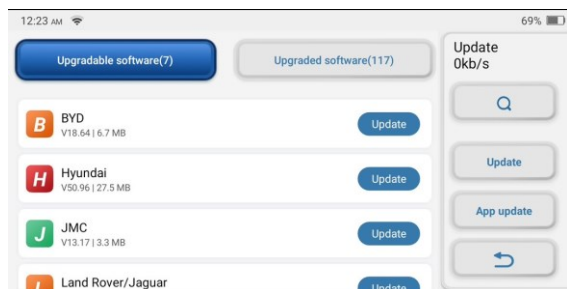 12:23 AM
69%
Upgradable software(7)
Upgraded software(117)
Update
0kb/s
B
BYD
V18.64 | 6.7 MB
Update
H
Hyundai
V50.96 | 27.5 MB
Update
Update
J
JMC
V13.17 | 3.3 MB
Update
App update
L
Land Rover/Jaguar
Update